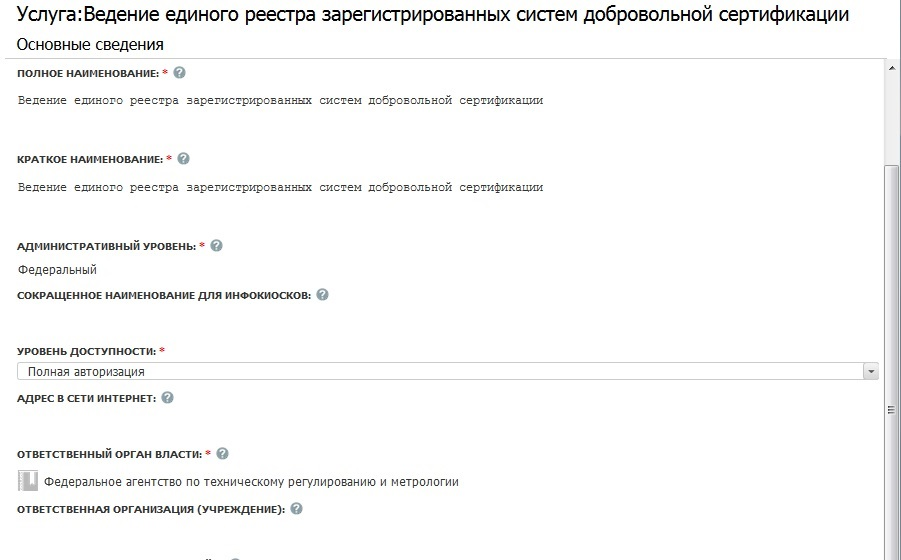 Услуга:Ведение единого реестра зарегистрированных систем добровольной сертификации
Основные сведения
ПОЛНОЕ НАИМЕНОВАНИЕ: * ?
Ведение единого реестра зарегистрированных систем добровольной сертификации
КРАТКОЕ НАИМЕНОВАНИЕ: * ?
Ведение единого реестра зарегистрированных систем добровольной сертификации
АДМИНИСТРАТИВНЫЙ УРОВЕНЬ: * ?
Федеральный
СОКРАЩЕННОЕ НАИМЕНОВАНИЕ ДЛЯ ИНФОКИОСКОВ: ?
УРОВЕНЬ ДОСТУПНОСТИ: *
Полная авторизация
АДРЕС В СЕТИ ИНТЕРНЕТ: ?
ОТВЕТСТВЕННЫЙ ОРГАН ВЛАСТИ: * ?
Федеральное агентство по техническому регулированию и метрологии
ОТВЕТСТВЕННАЯ ОРГАНИЗАЦИЯ (УЧРЕЖДЕНИЕ): ?